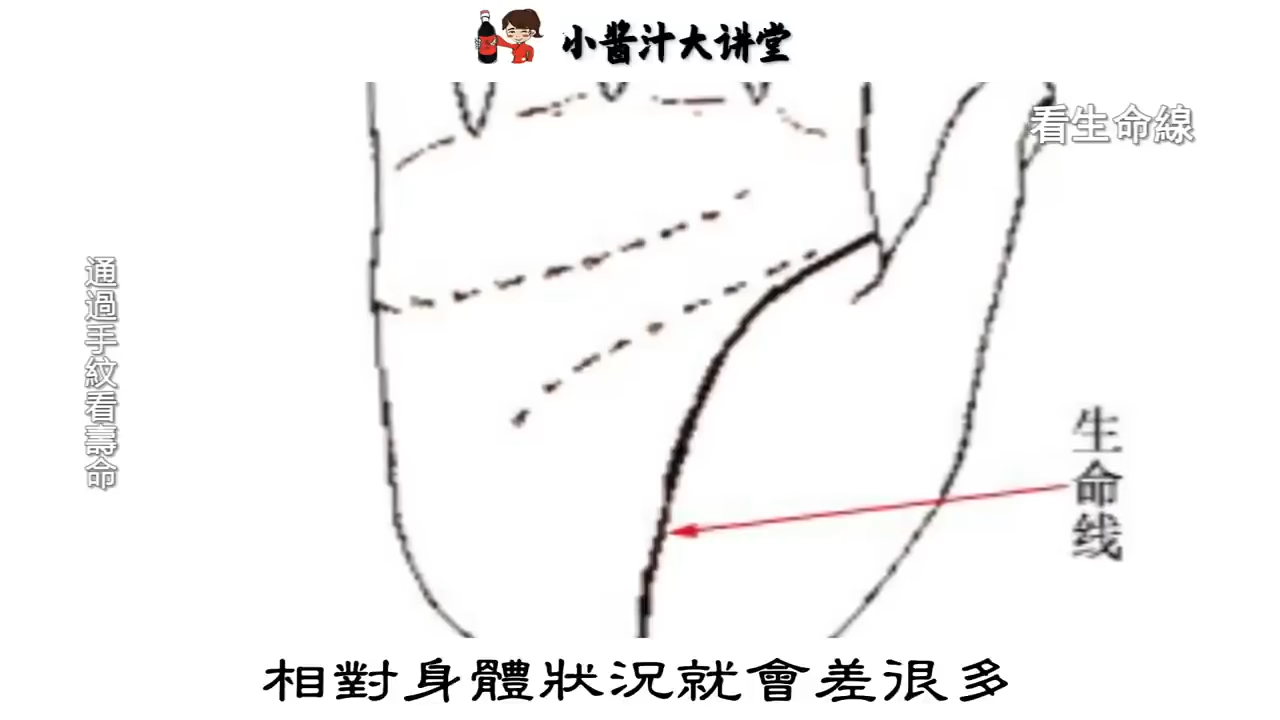 小酱汁大讲堂
看生命線
通過手紋看壽命
生命线
相對身體狀況就會差很多